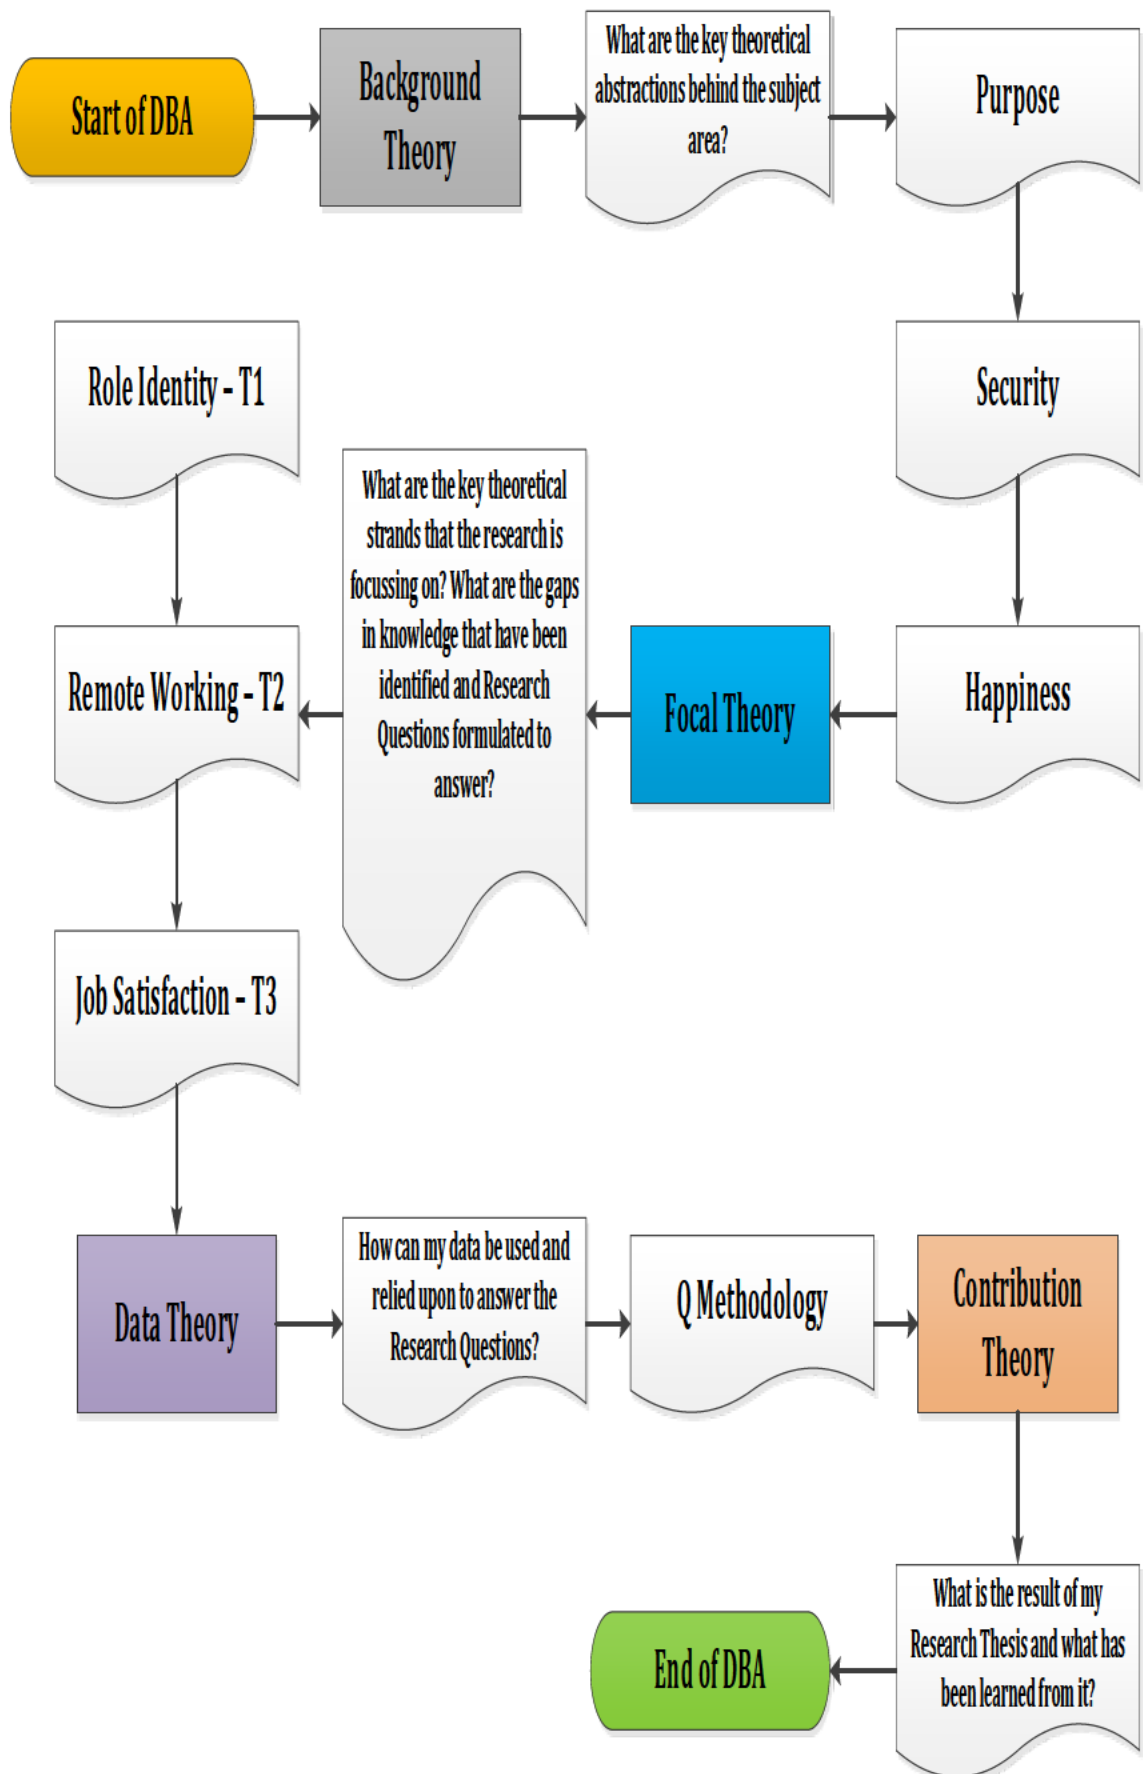 Start of DBA
Background
Theory
What are the key theoretical
abstractions behind the subject
area?
Purpose
Security
Happiness
Focal Theory
What are the key theoretical
strands that the research is
focussing on? What are the gaps
in knowledge that have been
identified and Research
Questions formulated to
answer?
Role Identity – T1
Remote Working – T2
Job Satisfaction – T3
Data Theory
How can my data be used and
relied upon to answer the
Research Questions?
Q Methodology
Contribution
Theory
What is the result of my
Research Thesis and what has
been learned from it?
End of DBA